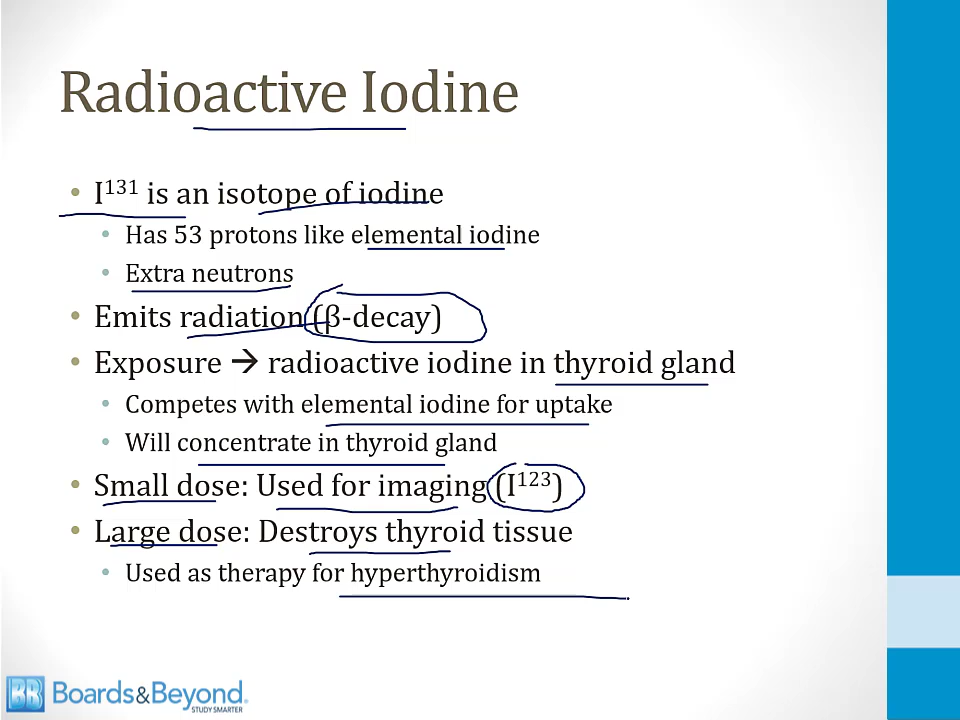 Radioactive Iodine
• I¹³¹ is an isotope of iodine
• Has 53 protons like elemental iodine
• Extra neutrons
• Emits radiation (β-decay)
• Exposure → radioactive iodine in thyroid gland
• Competes with elemental iodine for uptake
• Will concentrate in thyroid gland
• Small dose: Used for imaging (I¹²³)
• Large dose: Destroys thyroid tissue
• Used as therapy for hyperthyroidism
BB Boards&Beyond.
STUDY SMARTER